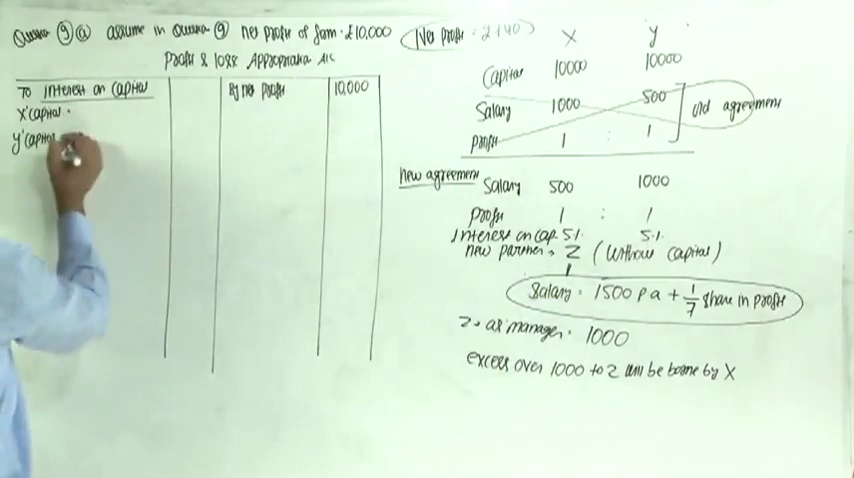 9 a assume in 9 net profit of firm = £10,000 (Net profit = 2140)
Profit & loss Appropriation A/c
To Interest on Capital By net profit 10,000
X'Capital =
Y'Capital
X Y
Capital 10000 10000
Salary 1000 500 old agreement
Profit 1 : 1
new agreement Salary 500 1000
Profit 1 : 1
Interest on Cap. 5%. 5%.
new partner = Z (Without Capital)
Salary = 1500 p a + 1/7 share in profit
Z = as manager = 1000
excess over 1000 to Z will be borne by X